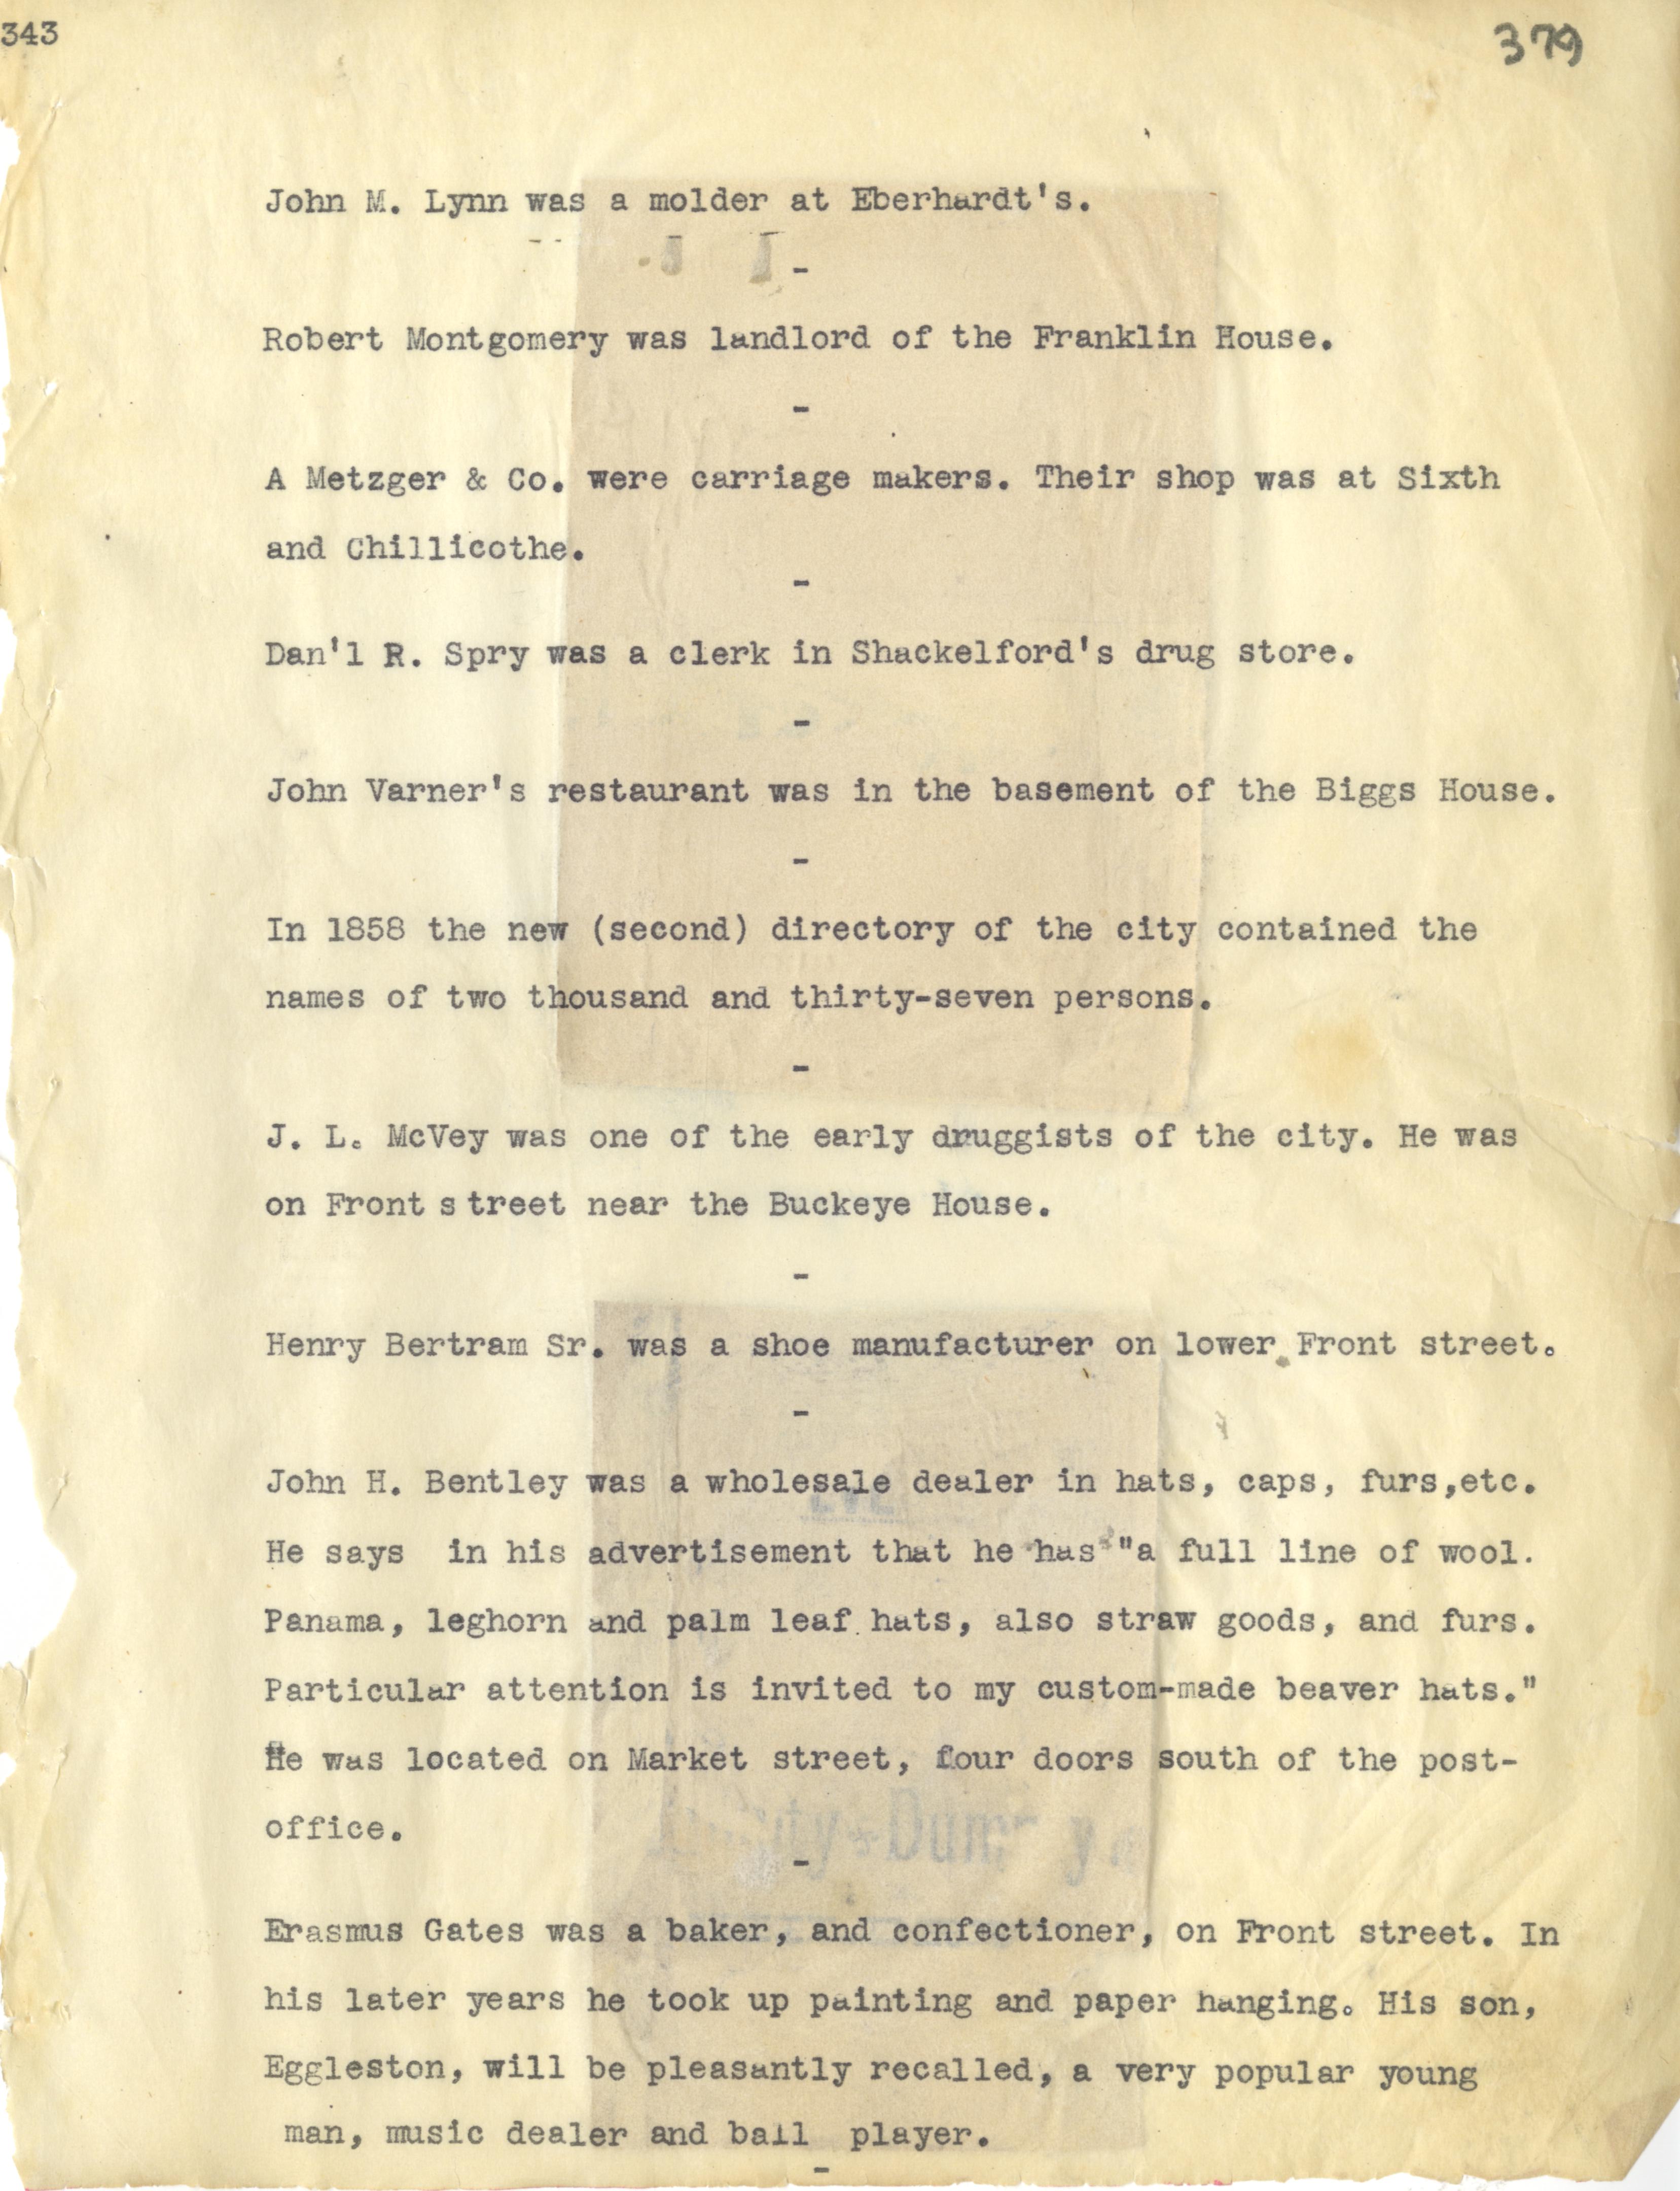 343
379
John M. Lynn was a molder at Eberhardt's.
-
Robert Montgomery was landlord of the Franklin House.
-
A Metzger & Co. were carriage makers. Their shop was at Sixth
and Chillicothe.
-
Dan'l R. Spry was a clerk in Shackelford's drug store.
-
John Varner's restaurant was in the basement of the Biggs House.
-
In 1858 the new (second) directory of the city contained the
names of two thousand and thirty-seven persons.
-
J. L. McVey was one of the early druggists of the city. He was
on Front street near the Buckeye House.
-
Henry Bertram Sr. was a shoe manufacturer on lower Front street.
-
John H. Bentley was a wholesale dealer in hats, caps, furs,etc.
He says  in his advertisement that he has "a full line of wool.
Panama, leghorn and palm leaf hats, also straw goods, and furs.
Particular attention is invited to my custom-made beaver hats."
He was located on Market street, four doors south of the post-
office.
-
Erasmus Gates was a baker, and confectioner, on Front street. In
his later years he took up painting and paper hanging. His son,
Eggleston, will be pleasantly recalled, a very popular young
man, music dealer and ball  player.
-